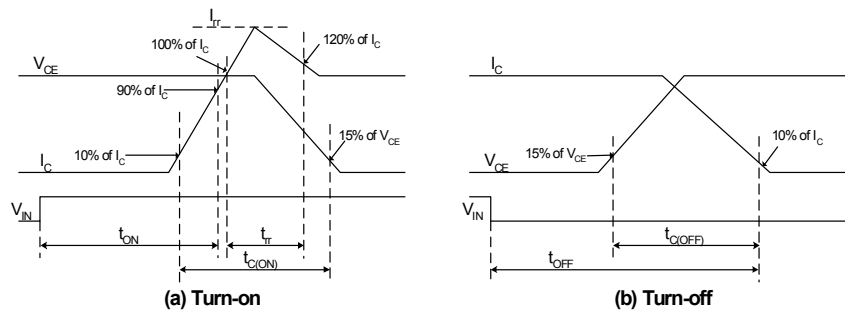 I_rr
100% of I_C
120% of I_C
V_CE
90% of I_C
10% of I_C
15% of V_CE
I_C
V_IN
t_ON
t_rr
t_C(ON)
(a) Turn-on
I_C
15% of V_CE
10% of I_C
V_CE
V_IN
t_C(OFF)
t_OFF
(b) Turn-off